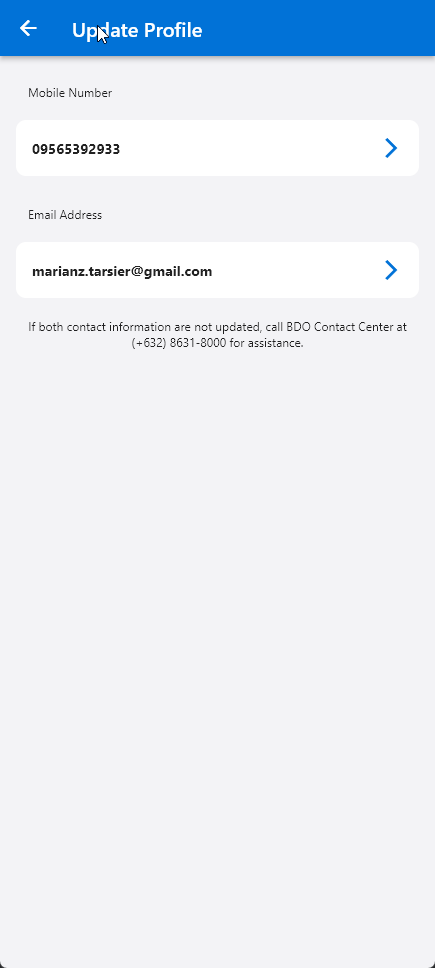 Update Profile
Mobile Number
09565392933
Email Address
marianz.tarsier@gmail.com
If both contact information are not updated, call BDO Contact Center at
(+632) 8631-8000 for assistance.